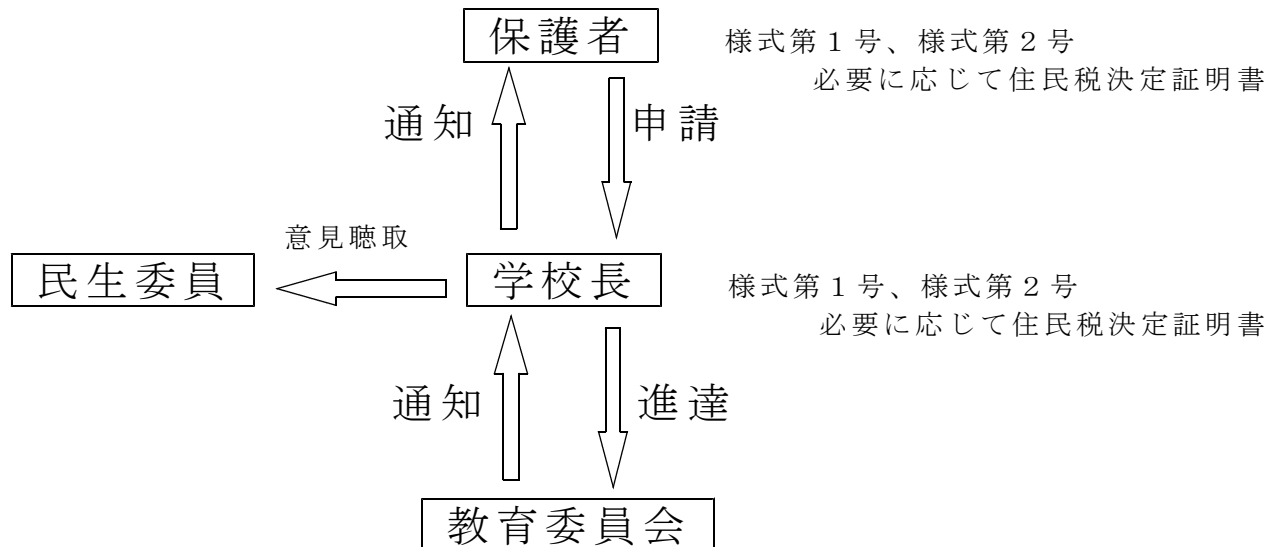 保護者
様式第１号、様式第２号
必要に応じて住民税決定証明書
通知
申請
意見聴取
民生委員
学校長
様式第１号、様式第２号
必要に応じて住民税決定証明書
通知
進達
教育委員会